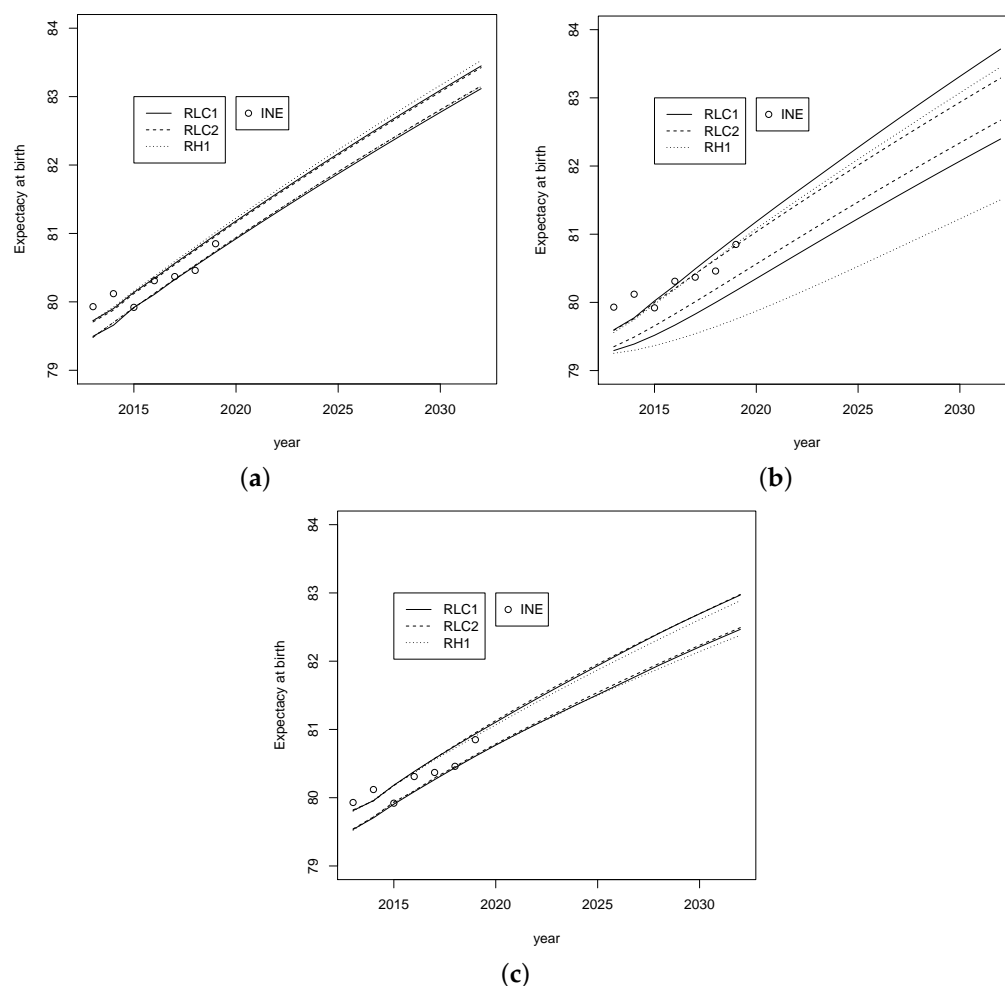 84
83
82
81
80
79
Expectacy at birth
RLC1
RLC2
RH1
INE
2015 2020 2025 2030
year
(a)
84
83
82
81
80
79
Expectacy at birth
RLC1
RLC2
RH1
INE
2015 2020 2025 2030
year
(b)
84
83
82
81
80
79
Expectacy at birth
RLC1
RLC2
RH1
INE
2015 2020 2025 2030
year
(c)